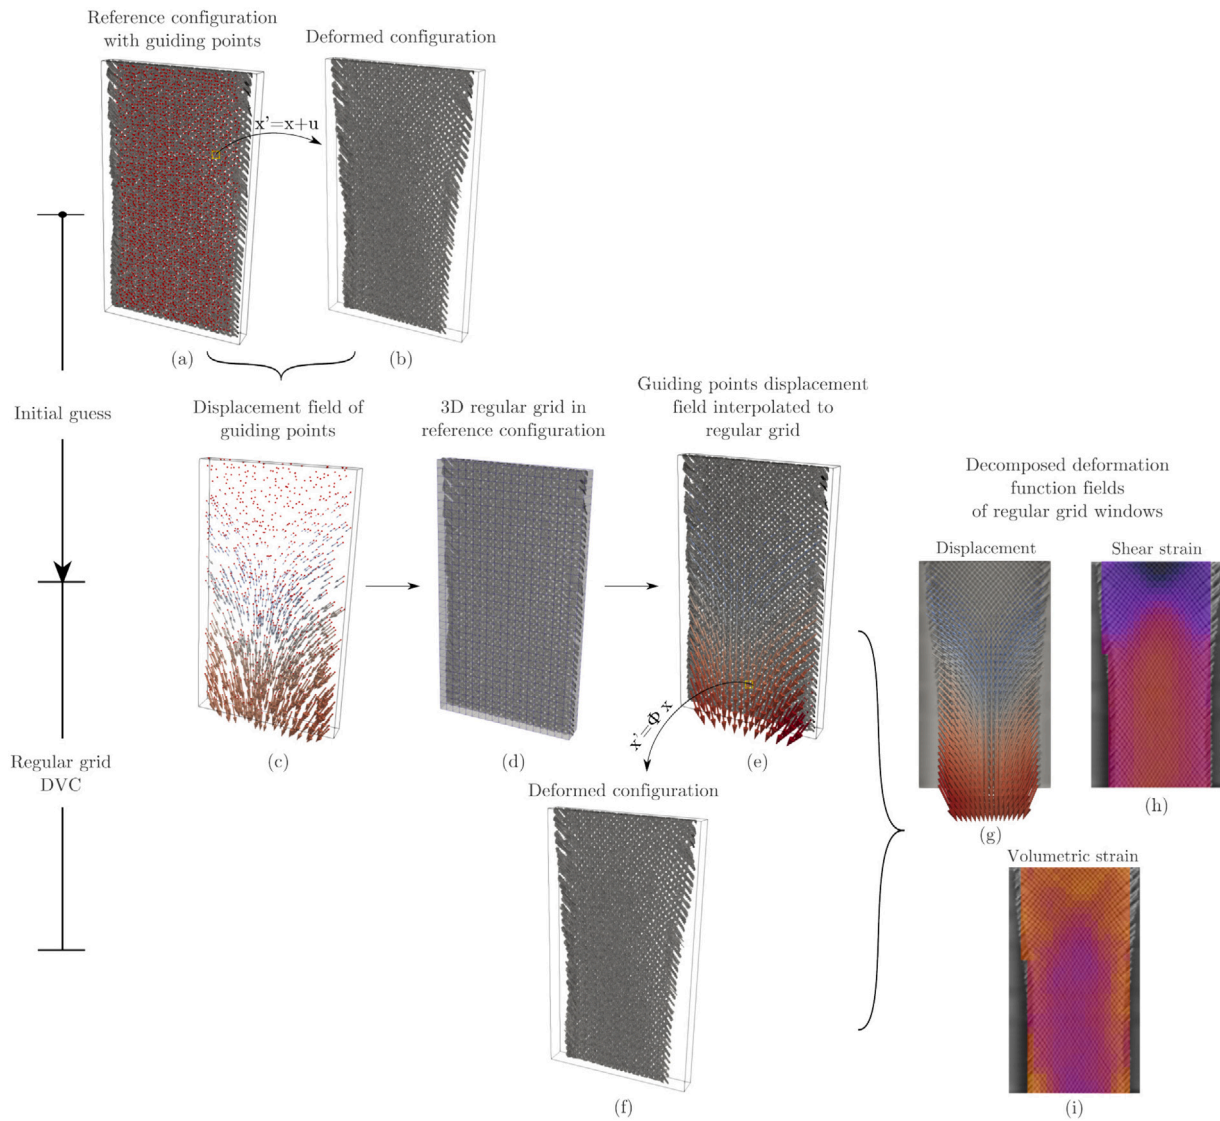 Reference configuration
with guiding points
Deformed configuration
x'=x+u
(a)
(b)
Initial guess
Displacement field of
guiding points
3D regular grid in
reference configuration
Guiding points displacement
field interpolated to
regular grid
Decomposed deformation
function fields
of regular grid windows
Displacement
Shear strain
x'=Φ x
(c)
(d)
(e)
Regular grid
DVC
Deformed configuration
(g)
(h)
Volumetric strain
(f)
(i)